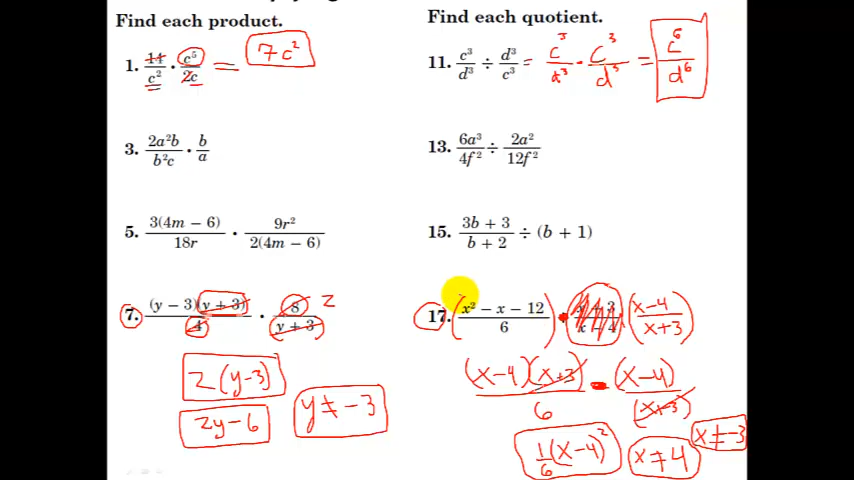 Find each product.
1. 14/c² · c⁵/2c = 7c²
3. 2a²b/b²c · b/a
5. 3(4m − 6)/18r · 9r²/2(4m − 6)
7. (y − 3)(y + 3)/4 · 8/y + 3 2
2(y-3)
2y-6
y ≠ -3
Find each quotient.
11. c³/d³ ÷ d³/c³ = c³/d³ · c³/d³ = c⁶/d⁶
13. 6a³/4f² ÷ 2a²/12f²
15. 3b + 3/b + 2 ÷ (b + 1)
17. (x² − x − 12/6) · (x-4/x+3)
(x-4)(x+3)/6 · (x-4)/(x+3)
1/6(x-4)²
x ≠ 4
x ≠ -3